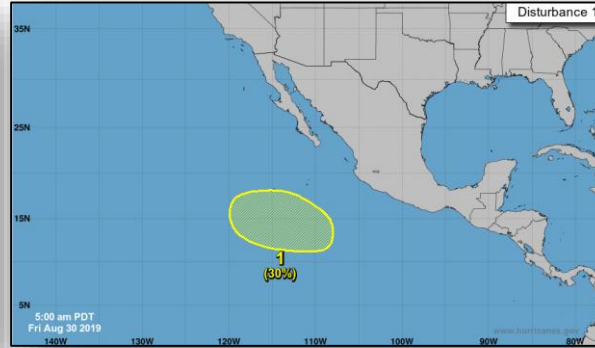 Disturbance 1
35N
25N
15N
5N
1
(30%)
5:00 am PDT
Fri Aug 30 2019
www.hurricanes.gov
140W
130W
120W
110W
100W
90W
80W